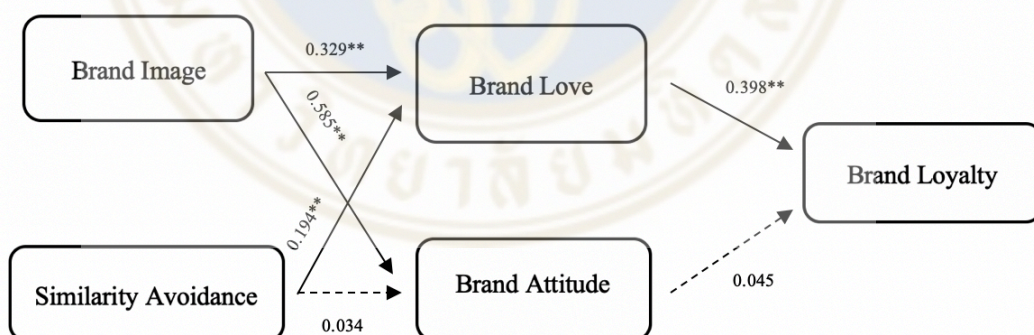 Brand Image
0.329**
Brand Love
0.398**
0.585**
Brand Loyalty
0.194**
Similarity Avoidance
Brand Attitude
0.045
0.034